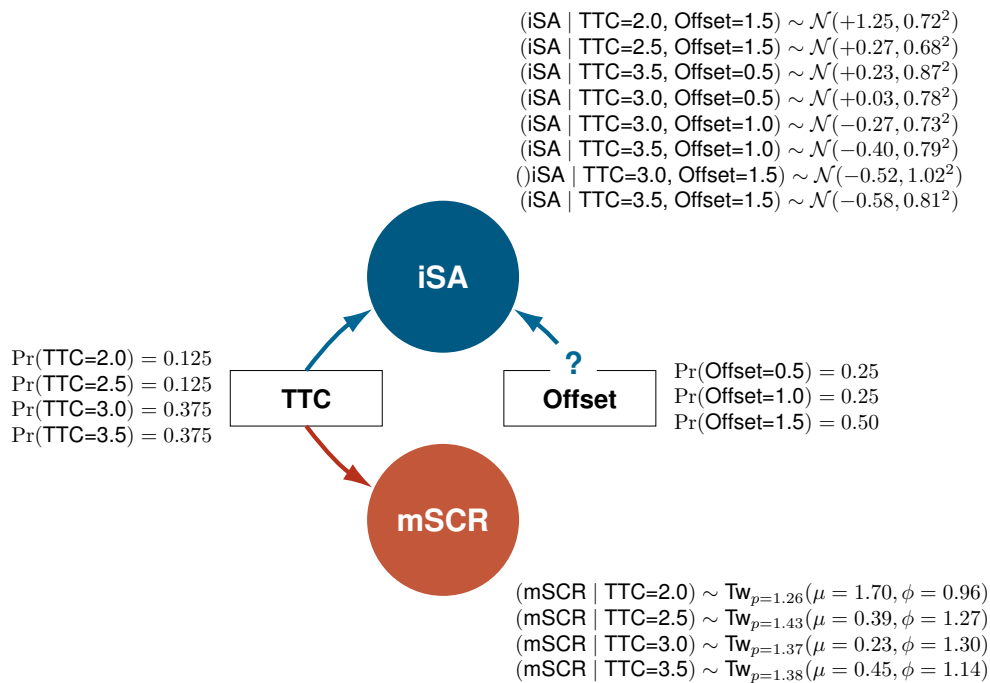 (iSA | TTC=2.0, Offset=1.5) ∼ 𝒩(+1.25, 0.72²)
(iSA | TTC=2.5, Offset=1.5) ∼ 𝒩(+0.27, 0.68²)
(iSA | TTC=3.5, Offset=0.5) ∼ 𝒩(+0.23, 0.87²)
(iSA | TTC=3.0, Offset=0.5) ∼ 𝒩(+0.03, 0.78²)
(iSA | TTC=3.0, Offset=1.0) ∼ 𝒩(−0.27, 0.73²)
(iSA | TTC=3.5, Offset=1.0) ∼ 𝒩(−0.40, 0.79²)
()iSA | TTC=3.0, Offset=1.5) ∼ 𝒩(−0.52, 1.02²)
(iSA | TTC=3.5, Offset=1.5) ∼ 𝒩(−0.58, 0.81²)
iSA
Pr(TTC=2.0) = 0.125
Pr(TTC=2.5) = 0.125
Pr(TTC=3.0) = 0.375
Pr(TTC=3.5) = 0.375
TTC
?
Offset
Pr(Offset=0.5) = 0.25
Pr(Offset=1.0) = 0.25
Pr(Offset=1.5) = 0.50
mSCR
(mSCR | TTC=2.0) ∼ Tw_{p=1.26}(μ = 1.70, ϕ = 0.96)
(mSCR | TTC=2.5) ∼ Tw_{p=1.43}(μ = 0.39, ϕ = 1.27)
(mSCR | TTC=3.0) ∼ Tw_{p=1.37}(μ = 0.23, ϕ = 1.30)
(mSCR | TTC=3.5) ∼ Tw_{p=1.38}(μ = 0.45, ϕ = 1.14)